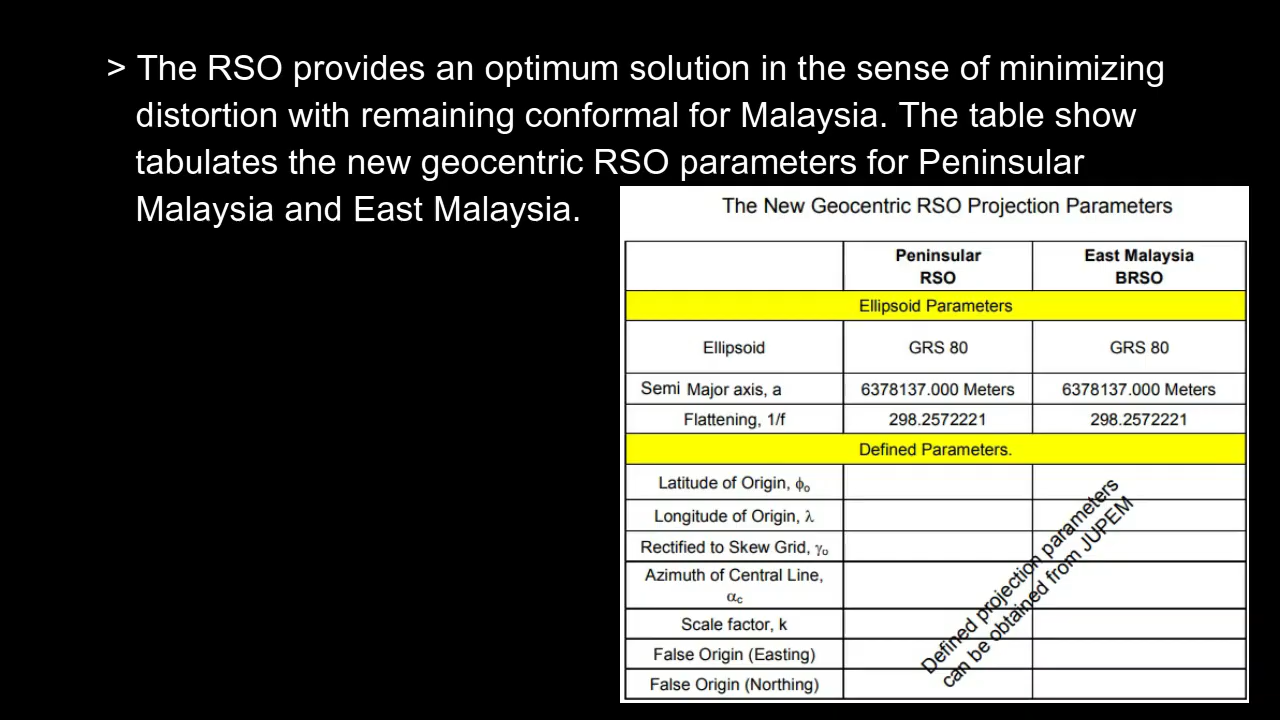 > The RSO provides an optimum solution in the sense of minimizing
distortion with remaining conformal for Malaysia. The table show
tabulates the new geocentric RSO parameters for Peninsular
Malaysia and East Malaysia.
The New Geocentric RSO Projection Parameters
Peninsular RSO East Malaysia BRSO
Ellipsoid Parameters
Ellipsoid GRS 80 GRS 80
Semi Major axis, a 6378137.000 Meters 6378137.000 Meters
Flattening, 1/f 298.2572221 298.2572221
Defined Parameters.
Latitude of Origin, ϕₒ
Longitude of Origin, λ
Rectified to Skew Grid, γₒ
Azimuth of Central Line,
αc
Scale factor, k
False Origin (Easting)
False Origin (Northing)
Defined projection parameters
can be obtained from JUPEM